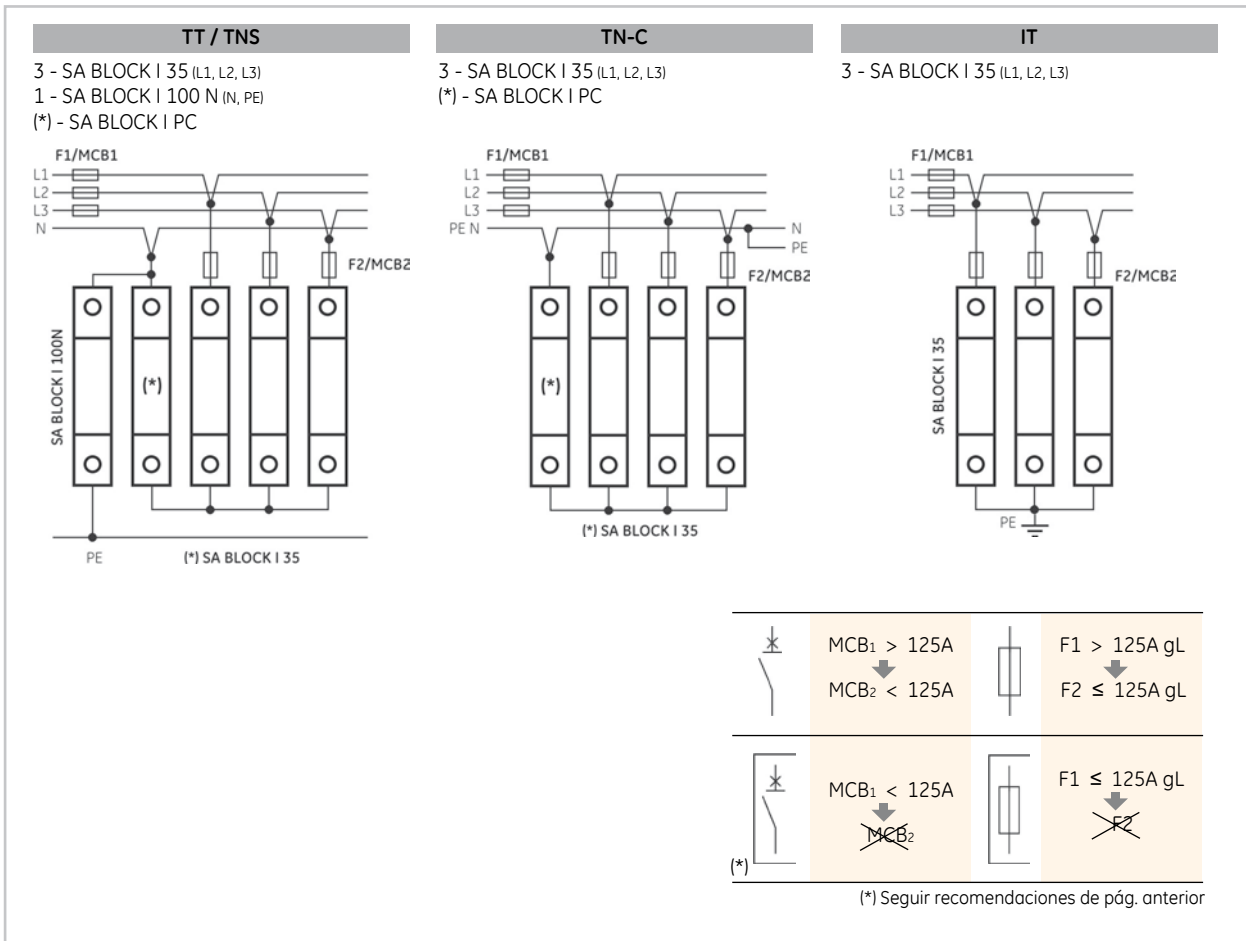 TT / TNS
3 - SA BLOCK I 35 (L1, L2, L3)
1 - SA BLOCK I 100 N (N, PE)
(*) - SA BLOCK I PC
F1/MCB1
L1
L2
L3
N
F2/MCB2
SA BLOCK I 100N
(*)
PE
(*) SA BLOCK I 35
TN-C
3 - SA BLOCK I 35 (L1, L2, L3)
(*) - SA BLOCK I PC
F1/MCB1
L1
L2
L3
PE N
N
PE
F2/MCB2
(*)
(*) SA BLOCK I 35
IT
3 - SA BLOCK I 35 (L1, L2, L3)
F1/MCB1
L1
L2
L3
F2/MCB2
SA BLOCK I 35
PE
MCB1 > 125A
MCB2 < 125A
F1 > 125A gL
F2 ≤ 125A gL
MCB1 < 125A
MCB2
F1 ≤ 125A gL
F2
(*)
(*) Seguir recomendaciones de pág. anterior